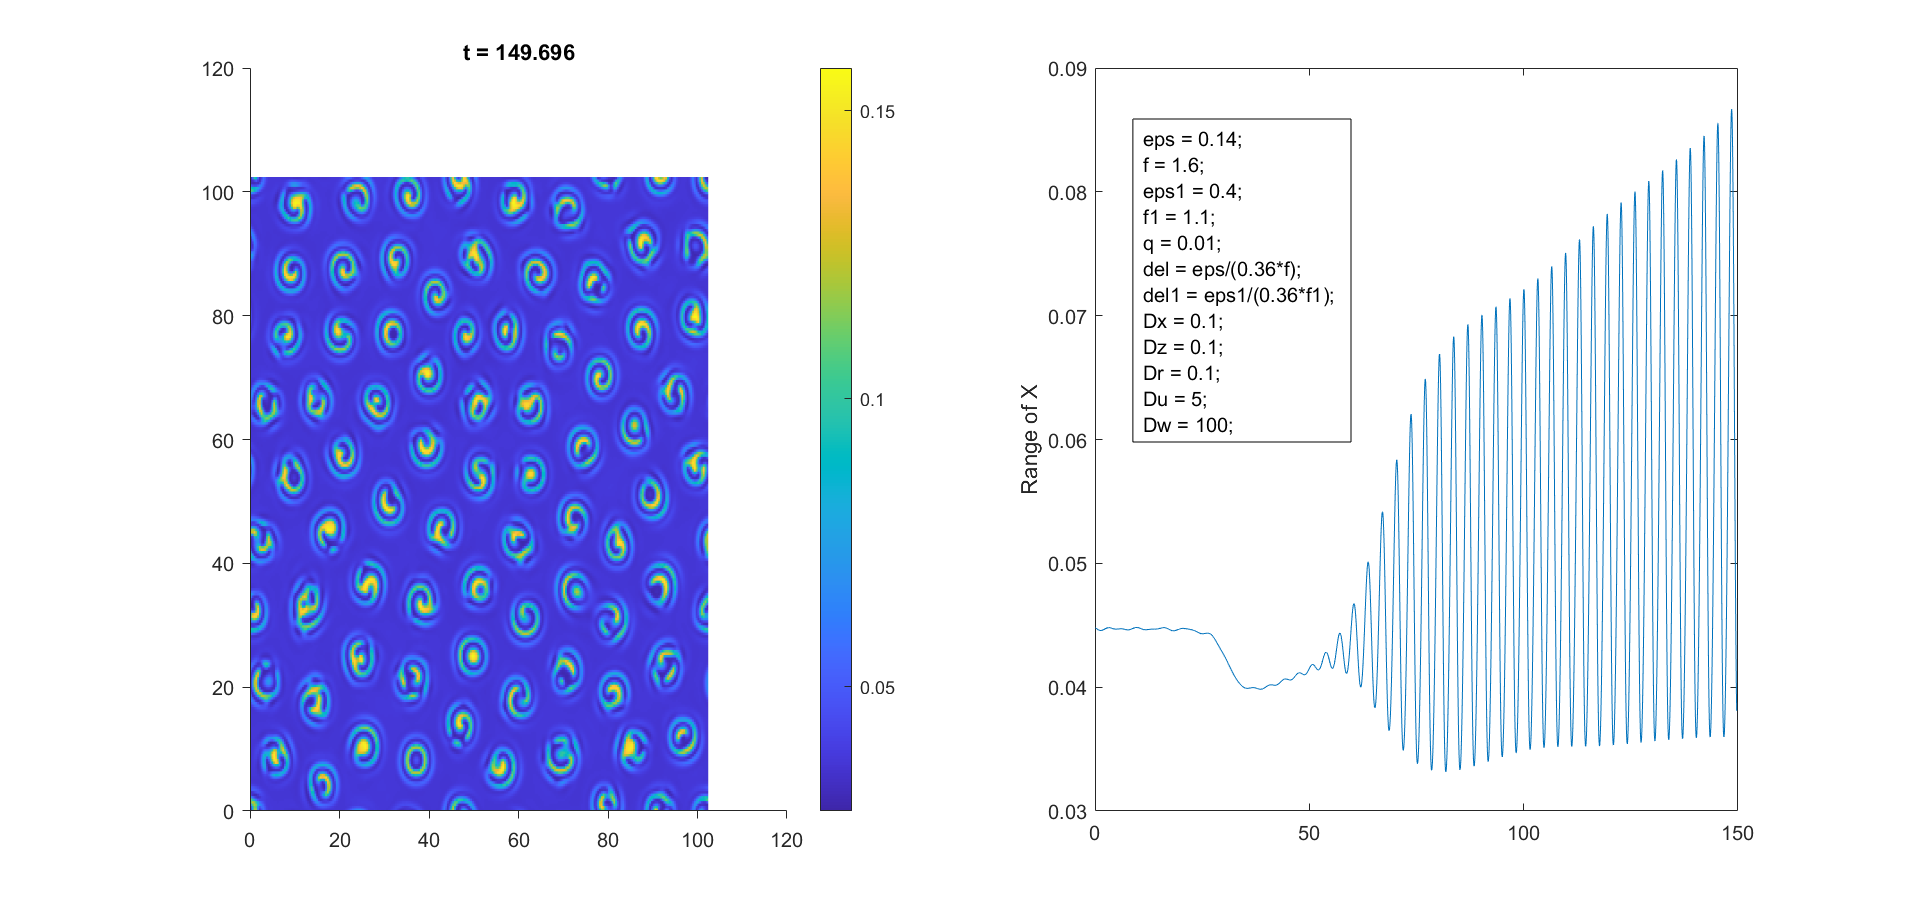 t = 149.696
120
100
80
60
40
20
0
0 20 40 60 80 100 120
0.15
0.1
0.05
Range of X
0.09
0.08
0.07
0.06
0.05
0.04
0.03
0 50 100 150
eps = 0.14;
f = 1.6;
eps1 = 0.4;
f1 = 1.1;
q = 0.01;
del = eps/(0.36*f);
del1 = eps1/(0.36*f1);
Dx = 0.1;
Dz = 0.1;
Dr = 0.1;
Du = 5;
Dw = 100;